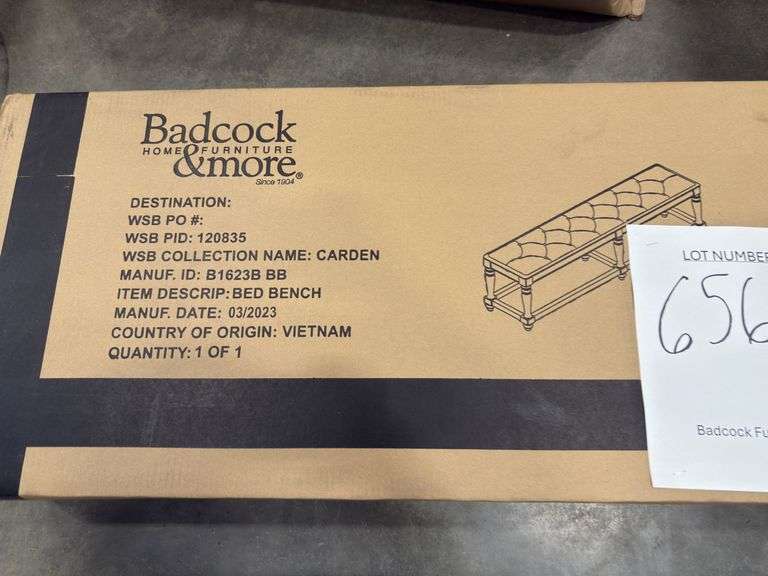 Badcock
HOME FURNITURE
&more®
Since 1904
DESTINATION:
WSB PO #:
WSB PID: 120835
WSB COLLECTION NAME: CARDEN
MANUF. ID: B1623B BB
ITEM DESCRIP: BED BENCH
MANUF. DATE: 03/2023
COUNTRY OF ORIGIN: VIETNAM
QUANTITY: 1 OF 1
LOT NUMBER
656
Badcock Fu